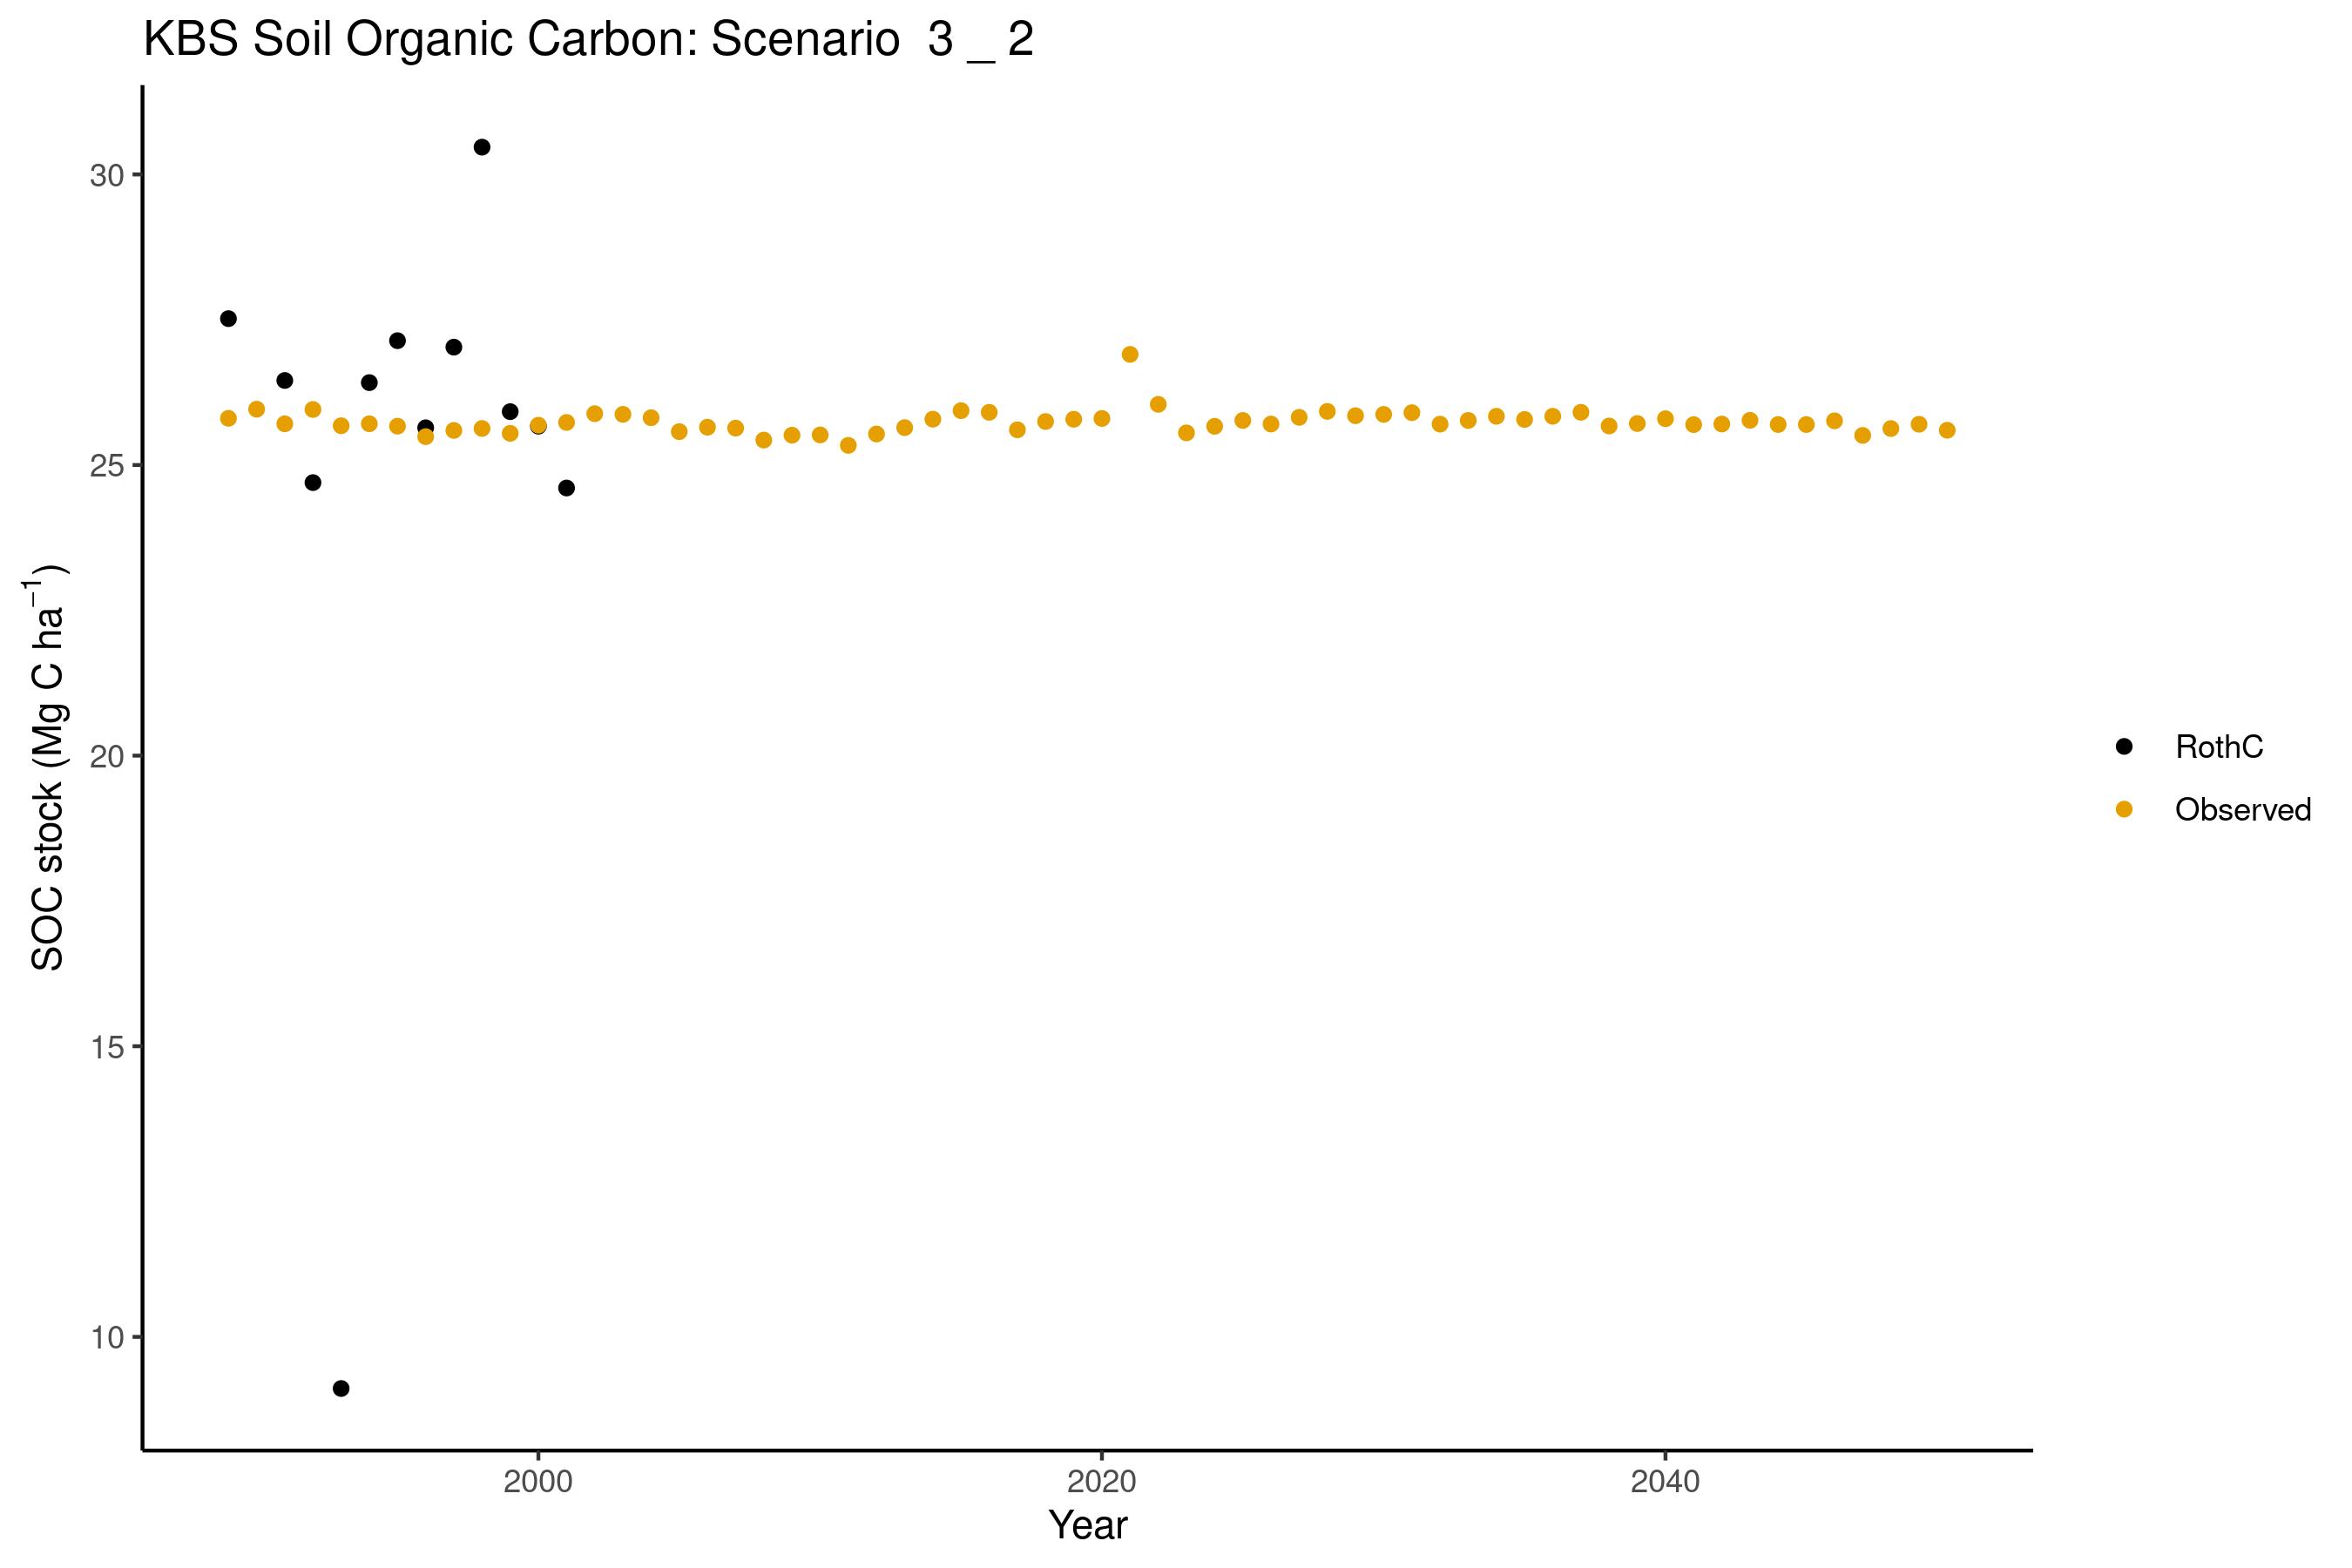 KBS Soil Organic Carbon: Scenario  3 _ 2
SOC stock (Mg C ha⁻¹)
30
25
20
15
10
2000
2020
2040
Year
RothC
Observed